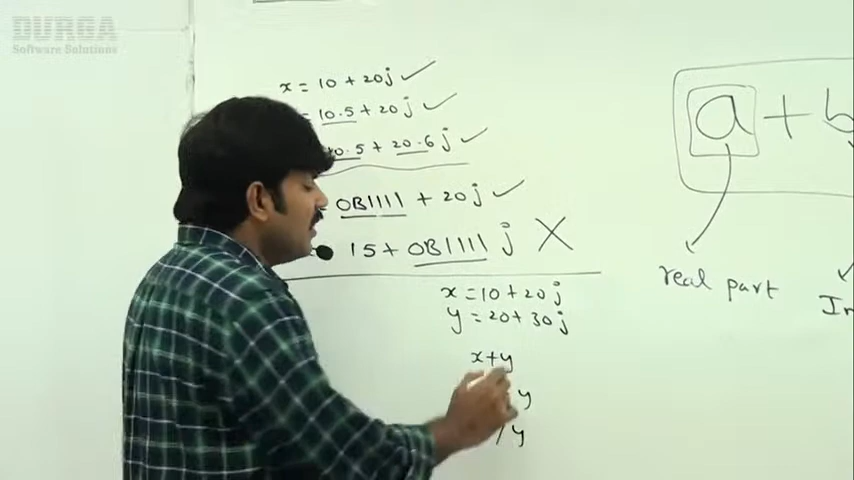 DURGA
Software Solutions
x = 10 + 20j ✓
= 10.5 + 20j ✓
10.5 + 20.6j ✓
= 0B1111 + 20j ✓
15 + 0B1111j X
x = 10 + 20j
y = 20 + 30j
x+y
y
/ y
a + b
real part